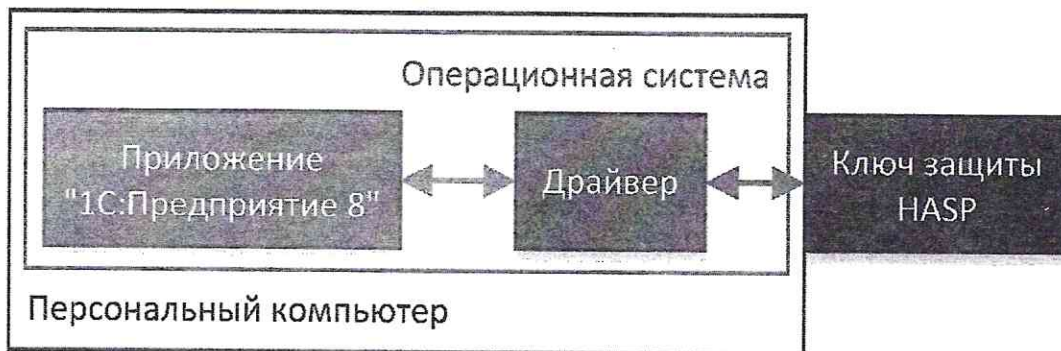 Операционная система
Приложение
"1С:Предприятие 8"
Драйвер
Ключ защиты
HASP
Персональный компьютер